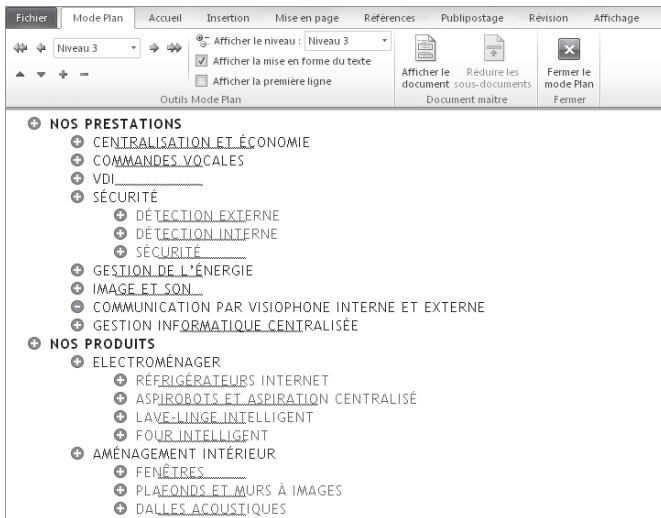 Fichier Mode Plan Accueil Insertion Mise en page Références Publipostage Révision Affichage
Niveau 3 Afficher le niveau : Niveau 3
Afficher la mise en forme du texte
Afficher la première ligne
Outils Mode Plan
Afficher le document
Réduire les sous-documents
Document maître
Fermer le mode Plan
Fermer
NOS PRESTATIONS
CENTRALISATION ET ÉCONOMIE
COMMANDES VOCALES
VDI
SÉCURITÉ
DÉTECTION EXTERNE
DÉTECTION INTERNE
SÉCURITÉ
GESTION DE L'ÉNERGIE
IMAGE ET SON
COMMUNICATION PAR VISIOPHONE INTERNE ET EXTERNE
GESTION INFORMATIQUE CENTRALISÉE
NOS PRODUITS
ELECTROMÉNAGER
RÉFRIGÉRATEURS INTERNET
ASPIROBOTS ET ASPIRATION CENTRALISÉ
LAVE-LINGE INTELLIGENT
FOUR INTELLIGENT
AMÉNAGEMENT INTÉRIEUR
FENÊTRES
PLAFONDS ET MURS À IMAGES
DALLES ACOUSTIQUES